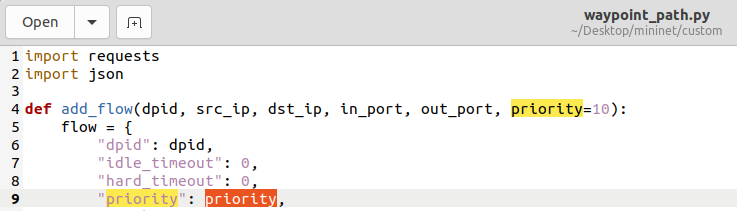 Open
waypoint_path.py
~/Desktop/mininet/custom
1 import requests
2 import json
3
4 def add_flow(dpid, src_ip, dst_ip, in_port, out_port, priority=10):
5     flow = {
6         "dpid": dpid,
7         "idle_timeout": 0,
8         "hard_timeout": 0,
9         "priority": priority,